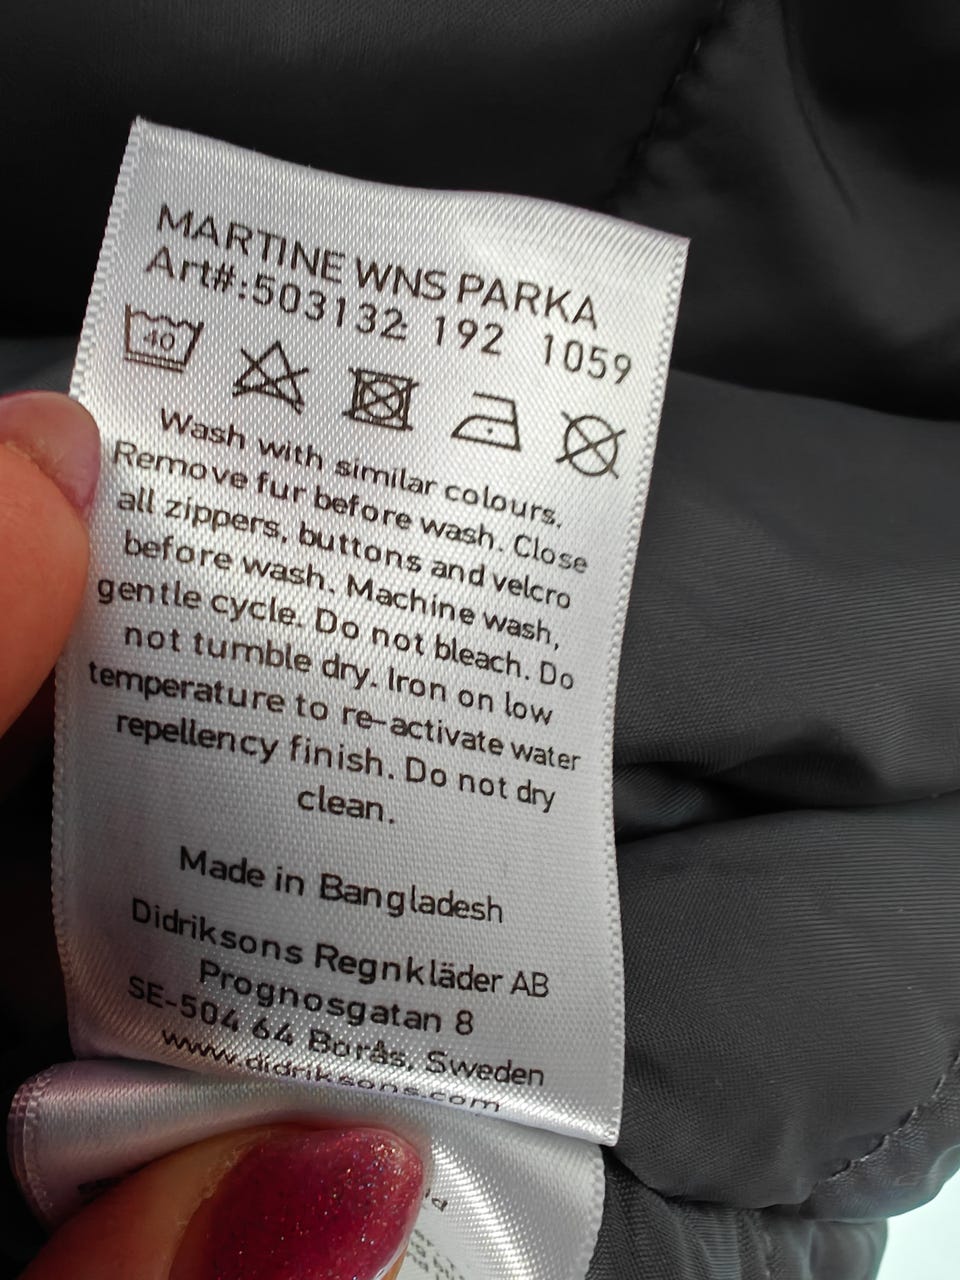 MARTINE WNS PARKA
Art#:503132 192 1059
40
Wash with similar colours.
Remove fur before wash. Close
all zippers, buttons and velcro
before wash. Machine wash,
gentle cycle. Do not bleach. Do
not tumble dry. Iron on low
temperature to re-activate water
repellency finish. Do not dry
clean.
Made in Bangladesh
Didriksons Regnkläder AB
Prognosgatan 8
SE-504 64 Borås, Sweden
www.didriksons.com